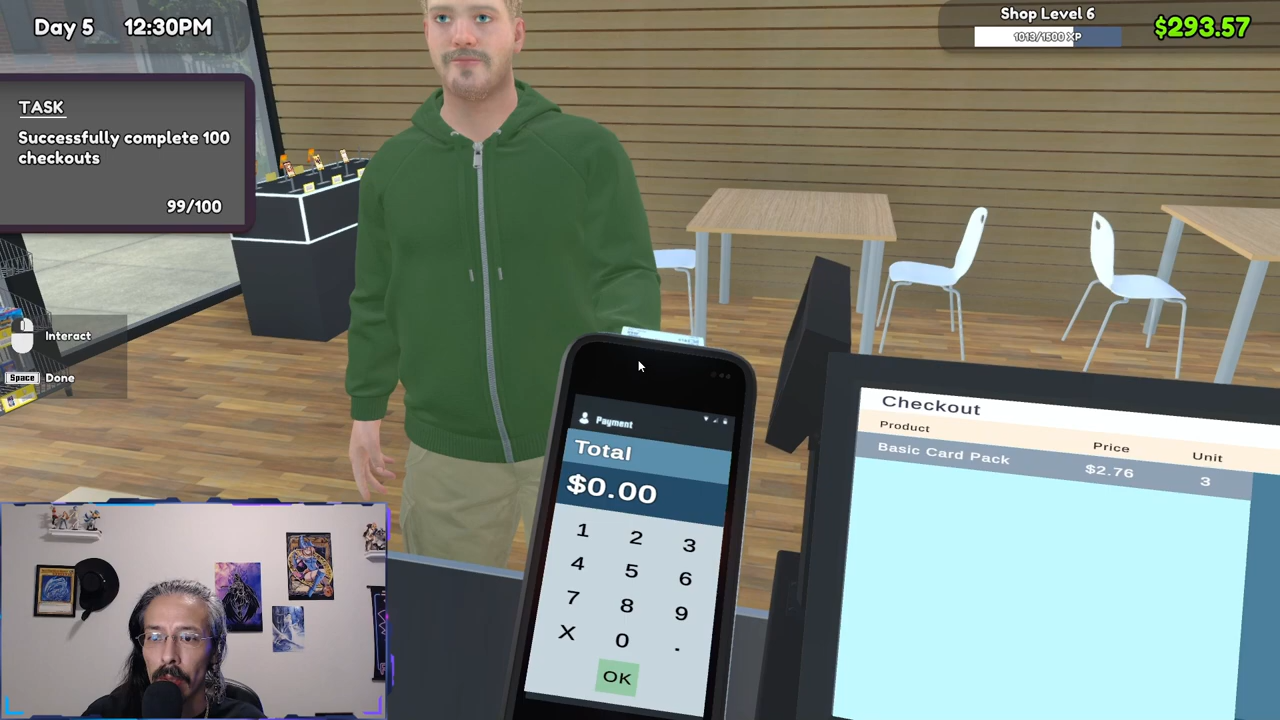 Day 5 12:30PM
Shop Level 6
1013/1500 XP
$293.57
TASK
Successfully complete 100
checkouts
99/100
Interact
Space Done
Payment
Total
$0.00
1 2 3
4 5 6
7 8 9
X 0 .
OK
Checkout
Product Price Unit
Basic Card Pack $2.76 3